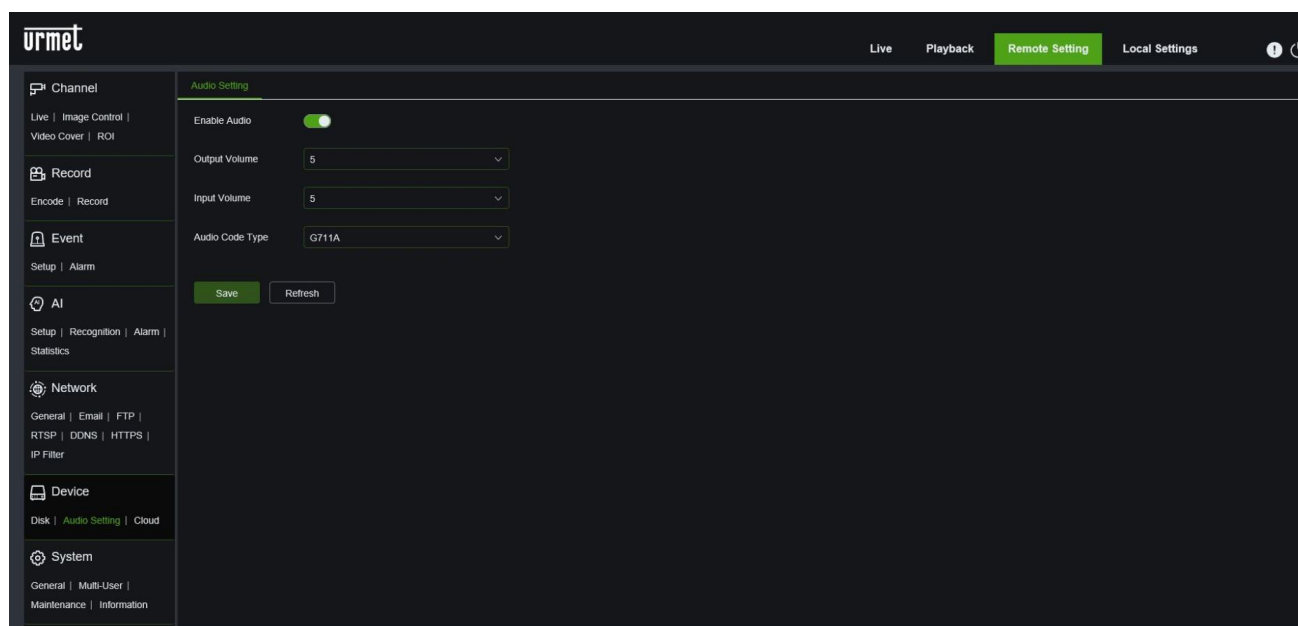 urmet
Live Playback Remote Setting Local Settings
Channel
Live | Image Control |
Video Cover | ROI
Record
Encode | Record
Event
Setup | Alarm
AI
Setup | Recognition | Alarm |
Statistics
Network
General | Email | FTP |
RTSP | DDNS | HTTPS |
IP Filter
Device
Disk | Audio Setting | Cloud
System
General | Multi-User |
Maintenance | Information
Audio Setting
Enable Audio
Output Volume 5
Input Volume 5
Audio Code Type G711A
Save Refresh